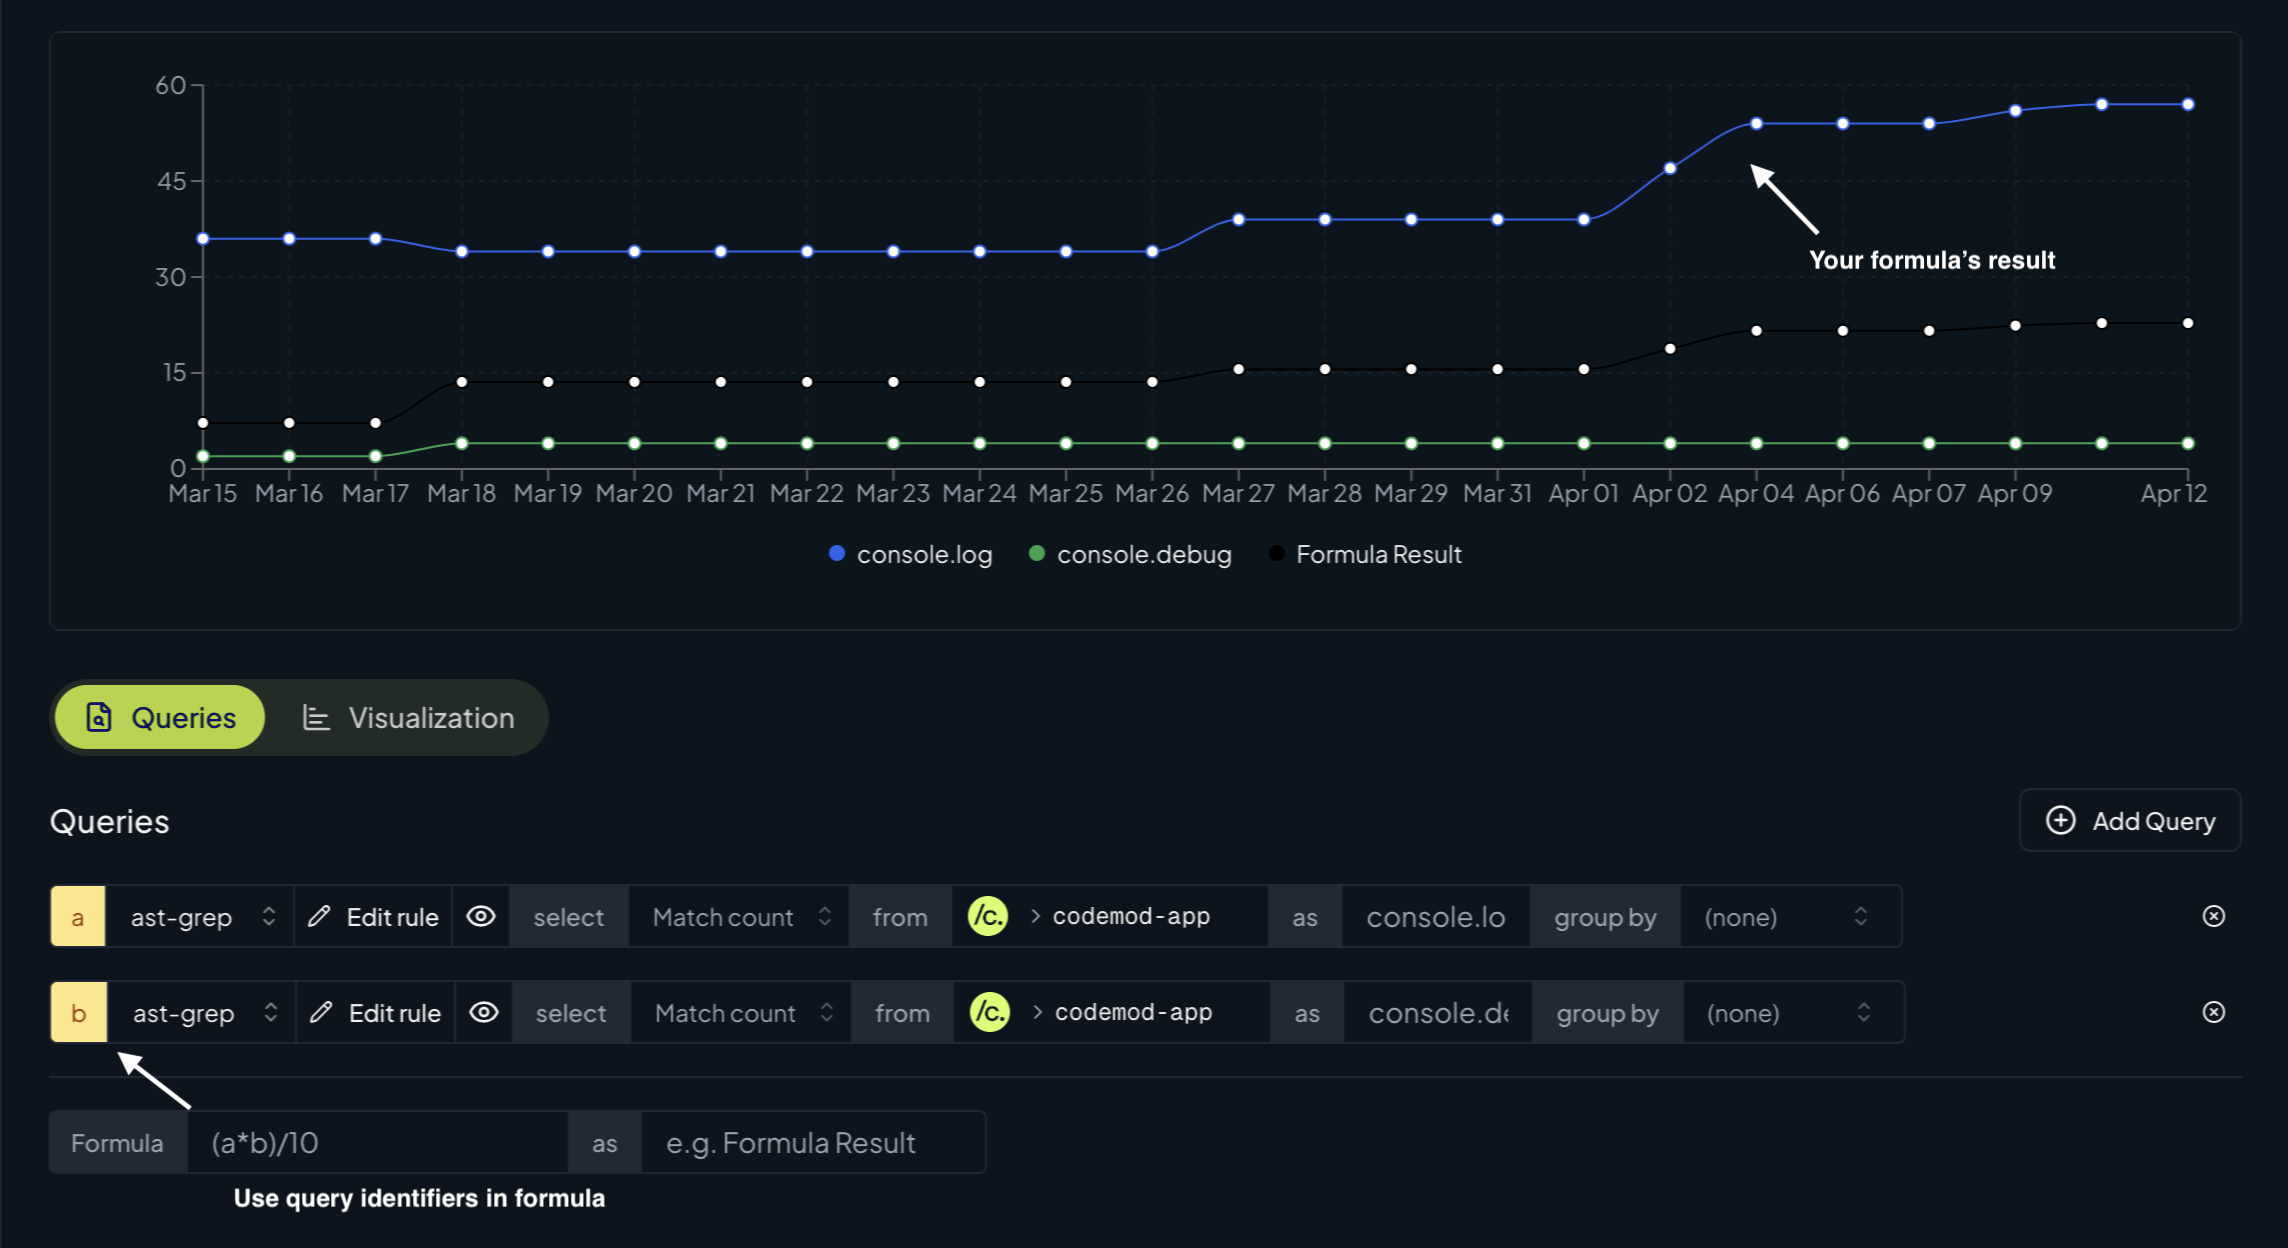 60
45
30
15
0
Your formula’s result
Mar 15 Mar 16 Mar 17 Mar 18 Mar 19 Mar 20 Mar 21 Mar 22 Mar 23 Mar 24 Mar 25 Mar 26 Mar 27 Mar 28 Mar 29 Mar 31 Apr 01 Apr 02 Apr 04 Apr 06 Apr 07 Apr 09 Apr 12
console.log console.debug Formula Result
Queries Visualization
Queries Add Query
a ast-grep Edit rule select Match count from /c. > codemod-app as console.lo group by (none)
b ast-grep Edit rule select Match count from /c. > codemod-app as console.de group by (none)
Formula (a*b)/10 as e.g. Formula Result
Use query identifiers in formula